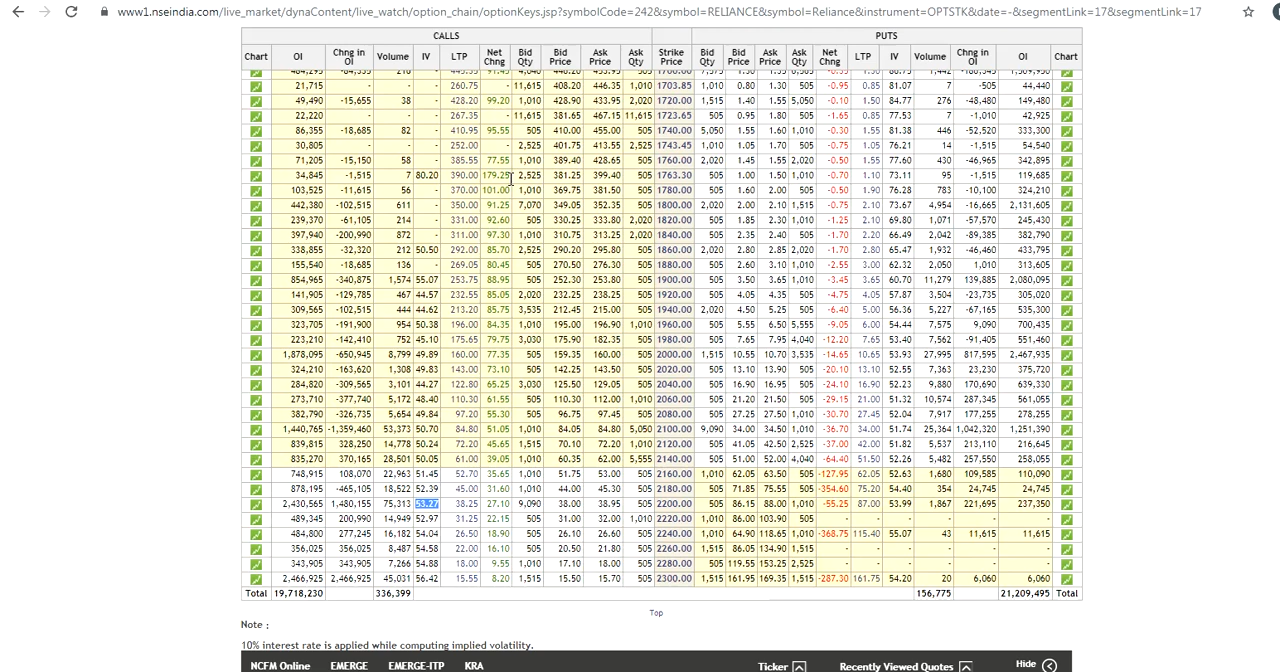 www1.nseindia.com/live_market/dynaContent/live_watch/option_chain/optionKeys.jsp?symbolCode=242&symbol=RELIANCE&symbol=Reliance&instrument=OPTSTK&date=-&segmentLink=17&segmentLink=17
CALLS PUTS
Chart OI Chng in OI Volume IV LTP Net Chng Bid Qty Bid Price Ask Price Ask Qty Strike Price Bid Qty Bid Price Ask Price Ask Qty Net Chng LTP IV Volume Chng in OI OI Chart
21,715 - - - 260.75 - 11,615 408.20 446.35 1,010 1703.85 1,010 0.80 1.30 505 -0.95 0.85 81.07 7 -505 44,440
49,490 -15,655 38 - 428.20 99.20 1,010 428.90 433.95 2,020 1720.00 1,515 1.40 1.55 5,050 -0.10 1.50 84.77 276 -48,480 149,480
22,220 - - - 267.35 - 11,615 381.65 467.15 11,615 1723.65 505 0.95 1.80 505 -1.65 0.85 77.53 7 -1,010 42,925
86,355 -18,685 82 - 410.95 95.55 505 410.00 455.00 505 1740.00 5,050 1.55 1.60 1,010 -0.30 1.55 81.38 446 -52,520 333,300
30,805 - - - 252.00 - 2,525 401.75 413.55 2,525 1743.45 1,010 1.05 1.70 505 -0.75 1.05 76.21 14 -1,515 54,540
71,205 -15,150 58 - 385.55 77.55 1,010 389.40 428.65 505 1760.00 2,020 1.45 1.55 2,020 -0.50 1.55 77.60 430 -46,965 342,895
34,845 -1,515 7 80.20 390.00 179.25 2,525 381.25 399.40 505 1763.30 505 1.00 1.50 505 -0.70 1.10 73.11 95 -1,515 119,685
103,525 -11,615 56 - 370.00 101.00 1,010 369.75 381.50 505 1780.00 505 1.60 2.00 505 -0.50 1.90 76.28 783 -10,100 324,210
442,380 -102,515 611 - 350.00 91.25 7,070 349.05 352.35 505 1800.00 2,020 2.00 2.10 1,515 -0.75 2.10 73.67 4,954 -16,665 2,131,605
239,370 -61,105 214 - 331.00 92.60 505 330.25 333.80 2,020 1820.00 505 1.85 2.30 1,010 -1.25 2.10 69.80 1,071 -57,570 245,430
397,940 -200,990 872 - 311.00 97.30 1,010 310.75 313.25 2,020 1840.00 505 2.35 2.40 505 -1.70 2.20 66.49 2,042 -89,385 382,790
338,855 -32,320 212 50.50 292.00 85.70 2,525 290.20 295.80 505 1860.00 2,020 2.80 2.85 2,020 -1.70 2.80 65.47 1,932 -46,460 433,795
155,540 -18,685 136 - 269.05 80.45 505 270.50 276.30 505 1880.00 505 2.60 3.10 1,010 -2.55 3.00 62.32 2,050 1,010 313,605
854,965 -340,875 1,574 55.07 253.75 88.95 505 252.30 253.80 505 1900.00 505 3.50 3.65 1,010 -3.45 3.65 60.70 11,279 139,885 2,080,095
141,905 -129,785 467 44.57 232.55 85.05 2,020 232.25 238.25 505 1920.00 505 4.05 4.35 505 -4.75 4.05 57.87 3,504 -23,735 305,020
309,565 -102,515 444 44.62 213.20 85.75 3,535 212.45 215.00 505 1940.00 2,020 4.50 5.25 505 -6.40 5.00 56.36 5,227 -67,165 535,300
323,705 -191,900 954 50.38 196.00 84.35 1,010 195.00 196.90 1,010 1960.00 505 5.55 6.50 5,555 -9.05 6.00 54.44 7,575 9,090 700,435
223,210 -142,410 752 45.10 175.65 79.75 3,030 175.90 182.35 505 1980.00 505 7.65 7.95 4,040 -12.20 7.65 53.40 7,562 -91,405 551,460
1,878,095 -650,945 8,799 49.89 160.00 77.35 505 159.35 160.00 505 2000.00 1,515 10.55 10.70 3,535 -14.65 10.65 53.93 27,995 817,595 2,467,935
324,210 -163,620 1,308 49.83 143.00 73.10 505 142.25 143.50 505 2020.00 505 13.10 13.90 505 -20.10 13.10 52.55 7,363 23,230 375,720
284,820 -309,565 3,101 44.27 122.80 65.25 3,030 125.50 129.05 505 2040.00 505 16.90 16.95 505 -24.10 16.90 52.23 9,880 170,690 639,330
273,710 -377,740 5,172 48.40 110.30 61.55 505 110.30 112.00 1,010 2060.00 505 21.20 21.50 505 -29.15 21.00 51.32 10,574 287,345 561,055
382,790 -326,735 5,654 49.84 97.20 55.30 505 96.75 97.45 505 2080.00 505 27.25 27.50 1,010 -30.70 27.45 52.04 7,917 177,255 278,255
1,440,765 -1,359,460 53,373 50.70 84.80 51.05 1,010 84.05 84.80 5,050 2100.00 9,090 34.00 34.50 1,010 -36.70 34.00 51.74 25,364 1,042,320 1,251,390
839,815 328,250 14,778 50.24 72.20 45.65 1,515 70.10 72.20 1,010 2120.00 505 41.05 42.50 2,525 -37.00 42.00 51.82 5,537 213,110 216,645
835,270 370,165 28,501 50.05 61.00 39.05 1,010 60.35 62.00 5,555 2140.00 505 51.00 52.00 4,040 -64.40 51.50 52.26 5,482 257,550 258,055
748,915 108,070 22,963 51.45 52.70 35.65 1,010 51.75 53.00 505 2160.00 1,010 62.05 63.50 1,010 -127.95 62.05 52.63 1,680 109,585 110,090
878,195 -465,105 18,522 52.39 45.00 31.60 1,010 44.00 45.30 505 2180.00 505 71.85 75.55 505 -354.60 75.20 54.40 354 24,745 24,745
2,430,565 1,480,155 75,313 53.27 38.25 27.10 9,090 38.00 38.95 505 2200.00 505 86.15 88.00 1,010 -55.25 87.00 53.99 1,867 221,695 237,350
489,345 200,990 14,949 52.97 31.25 22.15 505 31.00 32.00 1,010 2220.00 1,010 86.00 103.90 505 - - - - - -
484,800 277,245 16,182 54.04 26.50 18.90 505 26.10 26.60 505 2240.00 1,010 64.90 118.65 1,010 -368.75 115.40 55.07 43 11,615 11,615
356,025 356,025 8,487 54.58 22.00 16.10 505 20.50 21.80 505 2260.00 1,515 86.05 134.90 1,515 - - - - - -
343,905 343,905 7,266 54.88 18.00 9.55 1,010 17.10 18.00 505 2280.00 505 119.55 153.25 2,525 - - - - - -
2,466,925 2,466,925 45,031 56.42 15.55 8.20 1,515 15.50 15.70 505 2300.00 1,515 161.95 169.35 1,515 -287.30 161.75 54.20 20 6,060 6,060
Total 19,718,230 336,399 156,775 21,209,495 Total
Top
Note :
10% interest rate is applied while computing implied volatility.
NCFM Online EMERGE EMERGE-ITP KRA Ticker Recently Viewed Quotes Hide